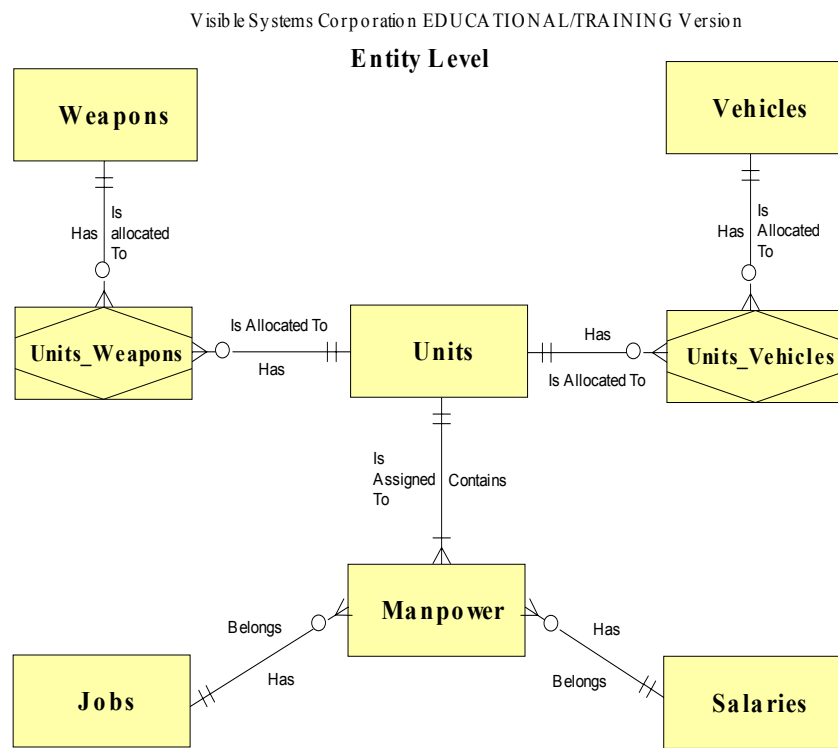 Visible Systems Corporation EDUCATIONAL/TRAINING Version
Entity Level
Weapons
Vehicles
Has
Is
allocated
To
Has
Is
Allocated
To
Units_Weapons
Is Allocated To
Has
Units
Has
Is Allocated To
Units_Vehicles
Is
Assigned
To
Contains
Manpower
Belongs
Has
Has
Belongs
Jobs
Salaries